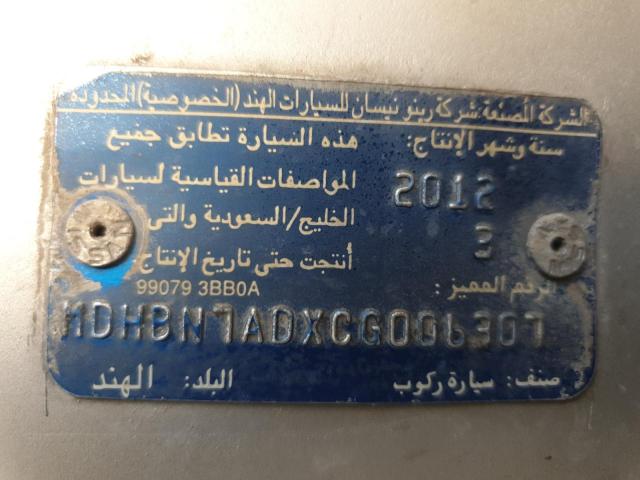 الشركة المصنعة: شركة رينو نيسان للسيارات الهند (الخصوصية) المحدودة
سنة وشهر الإنتاج: هذه السيارة تطابق جميع
2012 المواصفات القياسية لسيارات
3 الخليج/السعودية والتي
أنتجت حتى تاريخ الإنتاج.
الرقم المميز: 99079 3BB0A
MDHBN7ADXCG006307
صنف: سيارة ركوب البلد: الهند